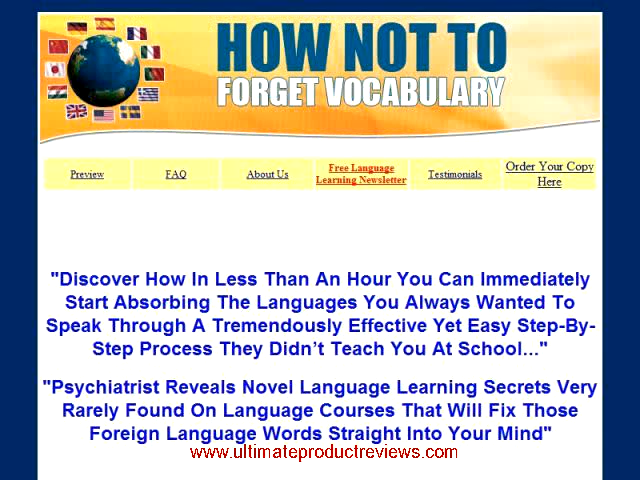 HOW NOT TO
FORGET VOCABULARY
Preview
FAQ
About Us
Free Language
Learning Newsletter
Testimonials
Order Your Copy
Here
"Discover How In Less Than An Hour You Can Immediately
Start Absorbing The Languages You Always Wanted To
Speak Through A Tremendously Effective Yet Easy Step-By-
Step Process They Didn’t Teach You At School..."
"Psychiatrist Reveals Novel Language Learning Secrets Very
Rarely Found On Language Courses That Will Fix Those
Foreign Language Words Straight Into Your Mind"
www.ultimateproductreviews.com